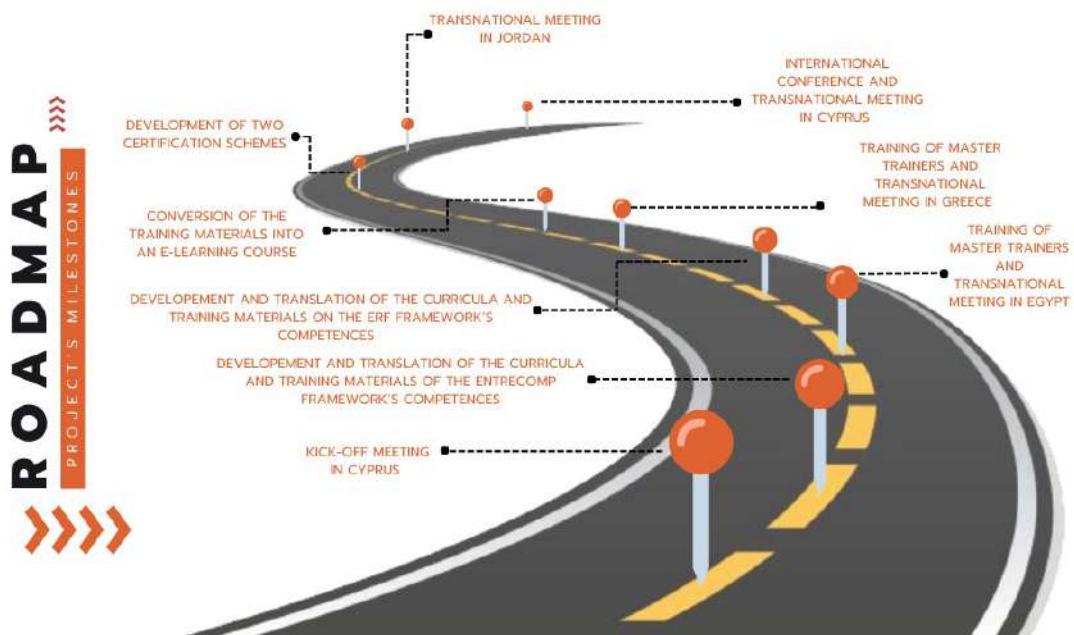 ROADMAP
PROJECT'S MILESTONES
TRANSNATIONAL MEETING
IN JORDAN
INTERNATIONAL
CONFERENCE AND
TRANSNATIONAL MEETING
IN CYPRUS
DEVELOPMENT OF TWO
CERTIFICATION SCHEMES
TRAINING OF MASTER
TRAINERS AND
TRANSNATIONAL
MEETING IN GREECE
CONVERSION OF THE
TRAINING MATERIALS INTO
AN E-LEARNING COURSE
TRAINING OF
MASTER TRAINERS
AND
TRANSNATIONAL
MEETING IN EGYPT
DEVELOPEMENT AND TRANSLATION OF THE CURRICULA AND
TRAINING MATERIALS ON THE ERF FRAMEWORK'S
COMPETENCES
DEVELOPEMENT AND TRANSLATION OF THE CURRICULA
AND TRAINING MATERIALS OF THE ENTRECOMP
FRAMEWORK'S COMPETENCES
KICK-OFF MEETING
IN CYPRUS